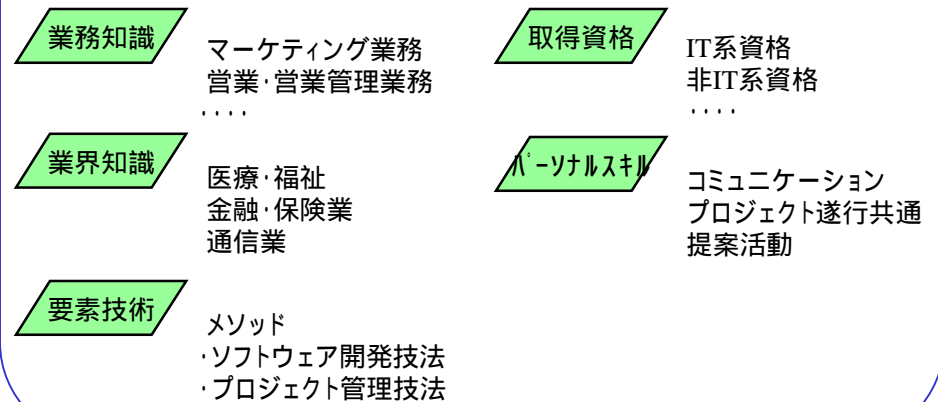 業務知識
マーケティング業務
営業・営業管理業務
・・・・
業界知識
医療・福祉
金融・保険業
通信業
要素技術
メソッド
・ソフトウェア開発技法
・プロジェクト管理技法
取得資格
IT系資格
非IT系資格
・・・・
ﾊﾟｰｿﾅﾙｽｷﾙ
コミュニケーション
プロジェクト遂行共通
提案活動